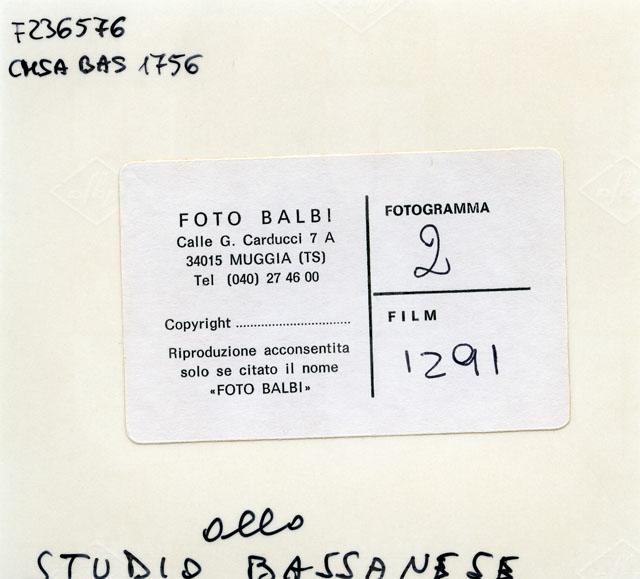 F236576
CMSA BAS 1756
FOTO BALBI
Calle G. Carducci 7 A
34015 MUGGIA (TS)
Tel (040) 27 46 00
Copyright ................................
Riproduzione acconsentita
solo se citato il nome
«FOTO BALBI»
FOTOGRAMMA
2
FILM
1291
allo
STUDIO BASSANESE